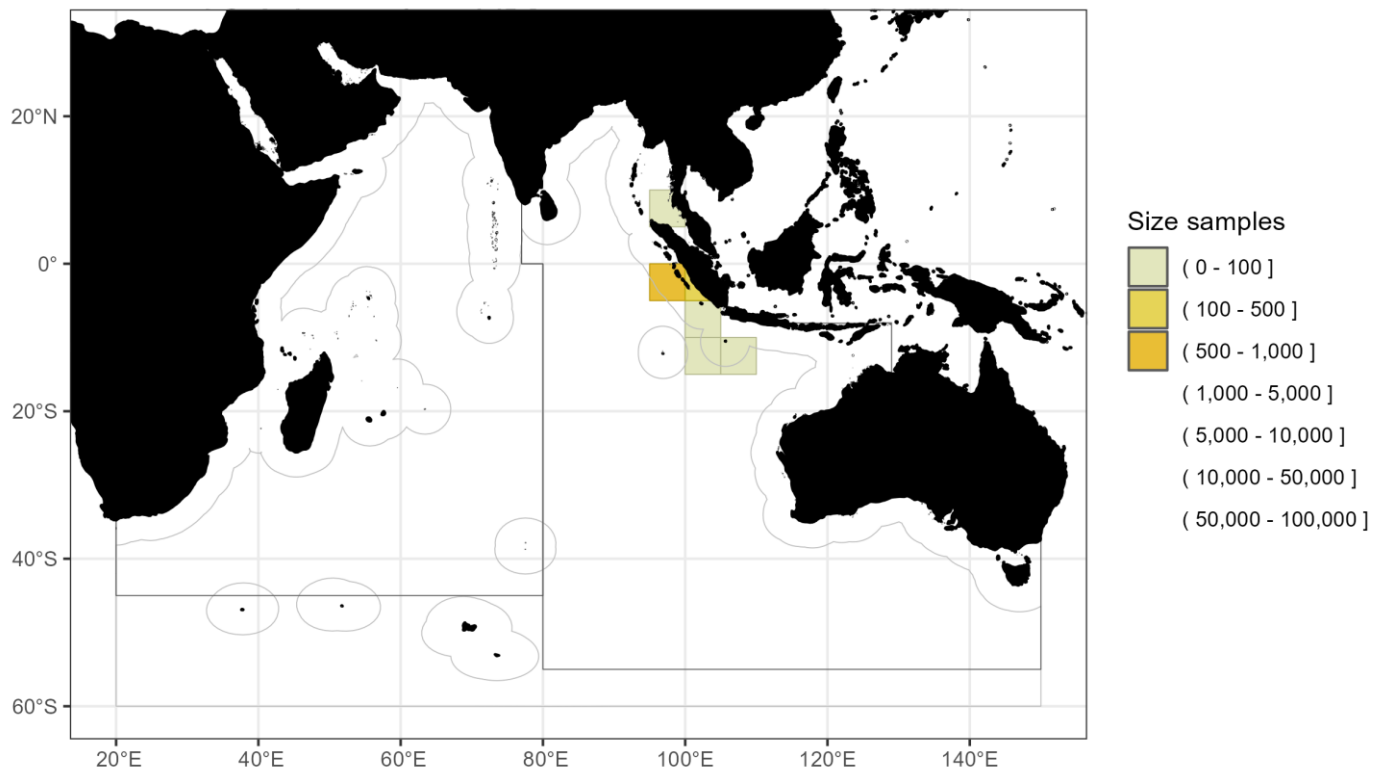 20°N
0°
20°S
40°S
60°S
20°E
40°E
60°E
80°E
100°E
120°E
140°E
Size samples
( 0 - 100 ]
( 100 - 500 ]
( 500 - 1,000 ]
( 1,000 - 5,000 ]
( 5,000 - 10,000 ]
( 10,000 - 50,000 ]
( 50,000 - 100,000 ]